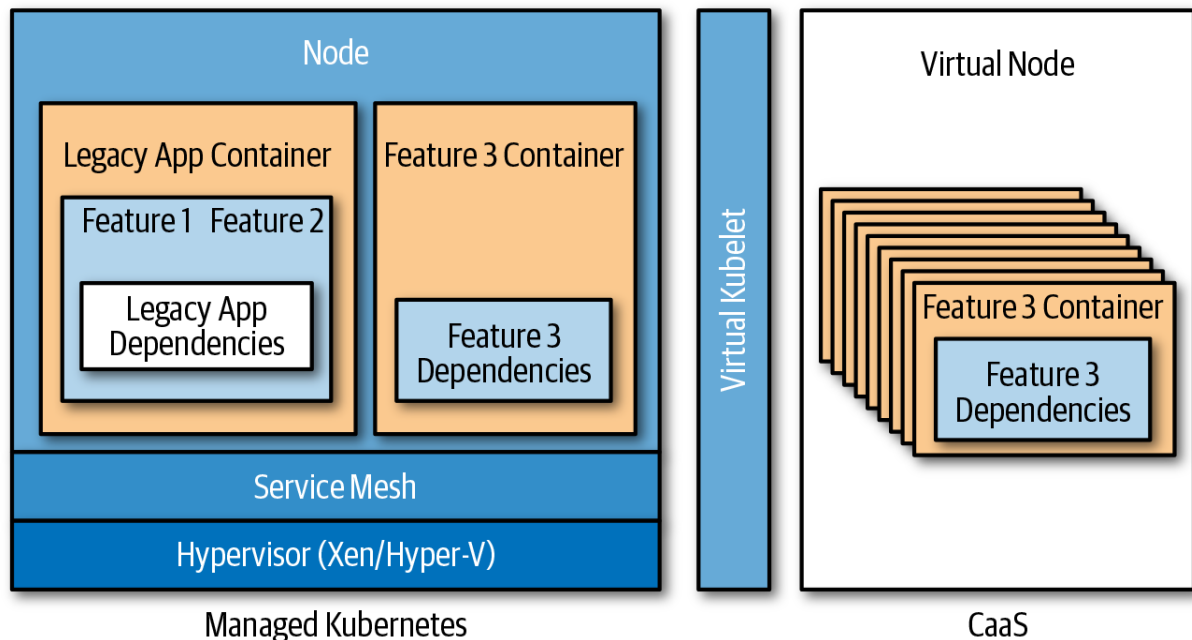 Node
Legacy App Container
Feature 1 Feature 2
Legacy App
Dependencies
Feature 3 Container
Feature 3
Dependencies
Service Mesh
Hypervisor (Xen/Hyper-V)
Managed Kubernetes
Virtual Kubelet
Virtual Node
Feature 3 Container
Feature 3
Dependencies
CaaS